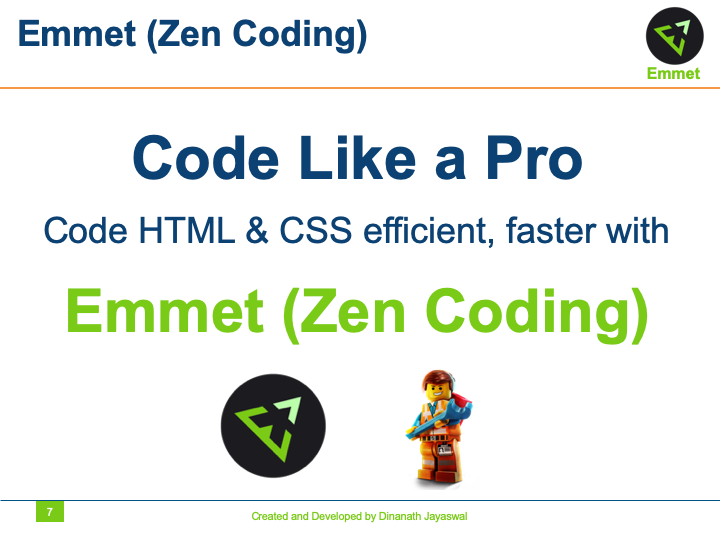 Emmet (Zen Coding)
Emmet
Code Like a Pro
Code HTML & CSS efficient, faster with
Emmet (Zen Coding)
7
Created and Developed by Dinanath Jayaswal